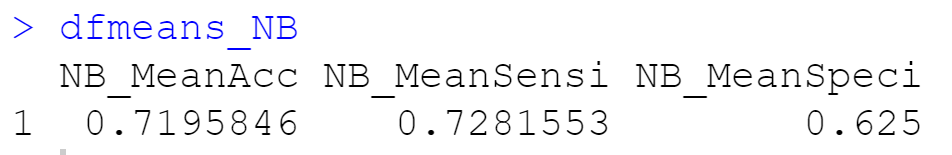 > dfmeans_NB
NB_MeanAcc NB_MeanSensi NB_MeanSpeci
1 0.7195846 0.7281553 0.625